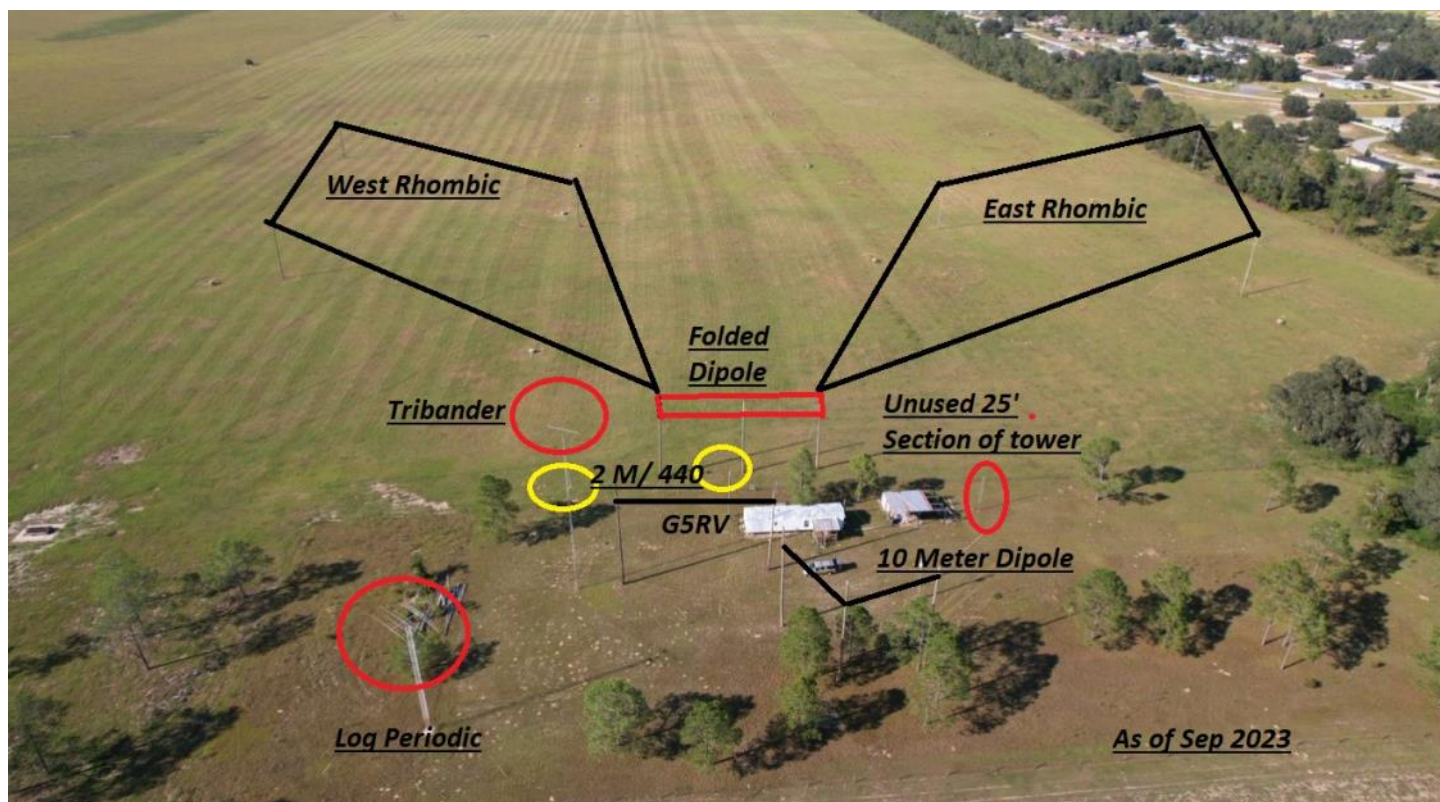 West Rhombic
East Rhombic
Folded
Dipole
Tribander
Unused 25'
Section of tower
2 M/ 440
G5RV
10 Meter Dipole
Log Periodic
As of Sep 2023